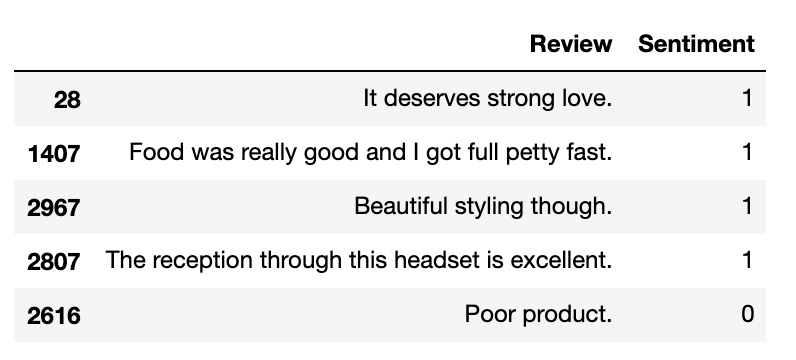 Review Sentiment
28 It deserves strong love. 1
1407 Food was really good and I got full petty fast. 1
2967 Beautiful styling though. 1
2807 The reception through this headset is excellent. 1
2616 Poor product. 0